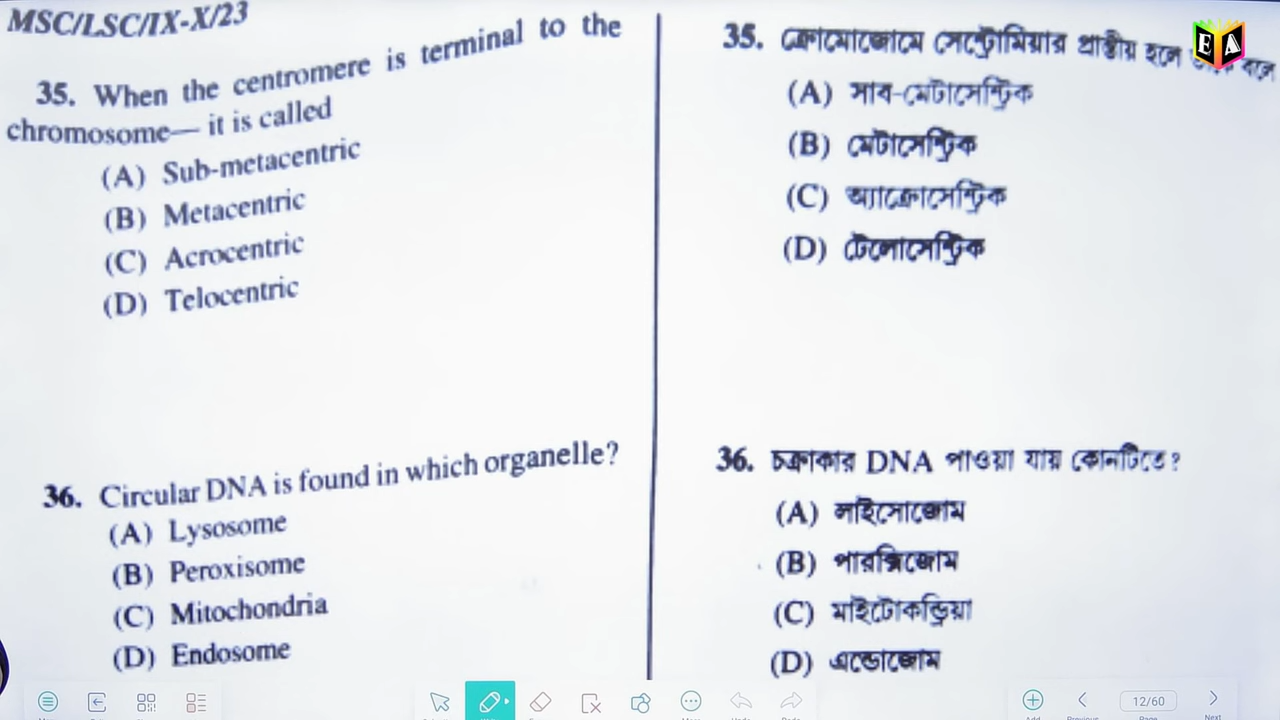 MSC/LSC/IX-X/23
35. When the centromere is terminal to the
chromosome— it is called
(A) Sub-metacentric
(B) Metacentric
(C) Acrocentric
(D) Telocentric
36. Circular DNA is found in which organelle?
(A) Lysosome
(B) Peroxisome
(C) Mitochondria
(D) Endosome
35. ক্রোমোজোমে সেন্ট্রোমিয়ার প্রান্তীয় হলে বলে
(A) সাব-মেটাসেন্ট্রিক
(B) মেটাসেন্ট্রিক
(C) অ্যাক্রোসেন্ট্রিক
(D) টেলোসেন্ট্রিক
36. চক্রাকার DNA পাওয়া যায় কোনটিতে?
(A) লাইসোজোম
(B) পারক্সিজোম
(C) মাইটোকন্ড্রিয়া
(D) এন্ডোজোম
E A
12/60